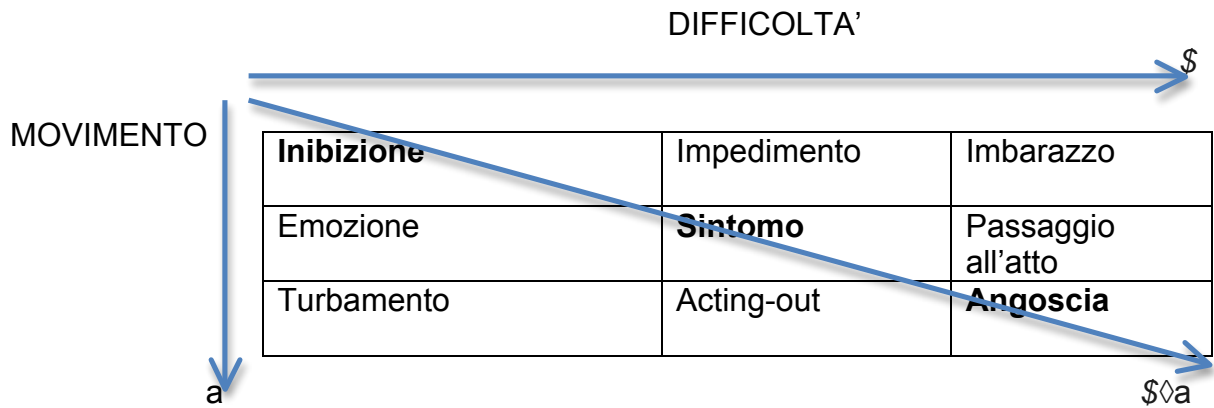 DIFFICOLTA’
$
MOVIMENTO
Inibizione Impedimento Imbarazzo
Emozione Sintomo Passaggio
all’atto
Turbamento Acting-out Angoscia
a $◊a